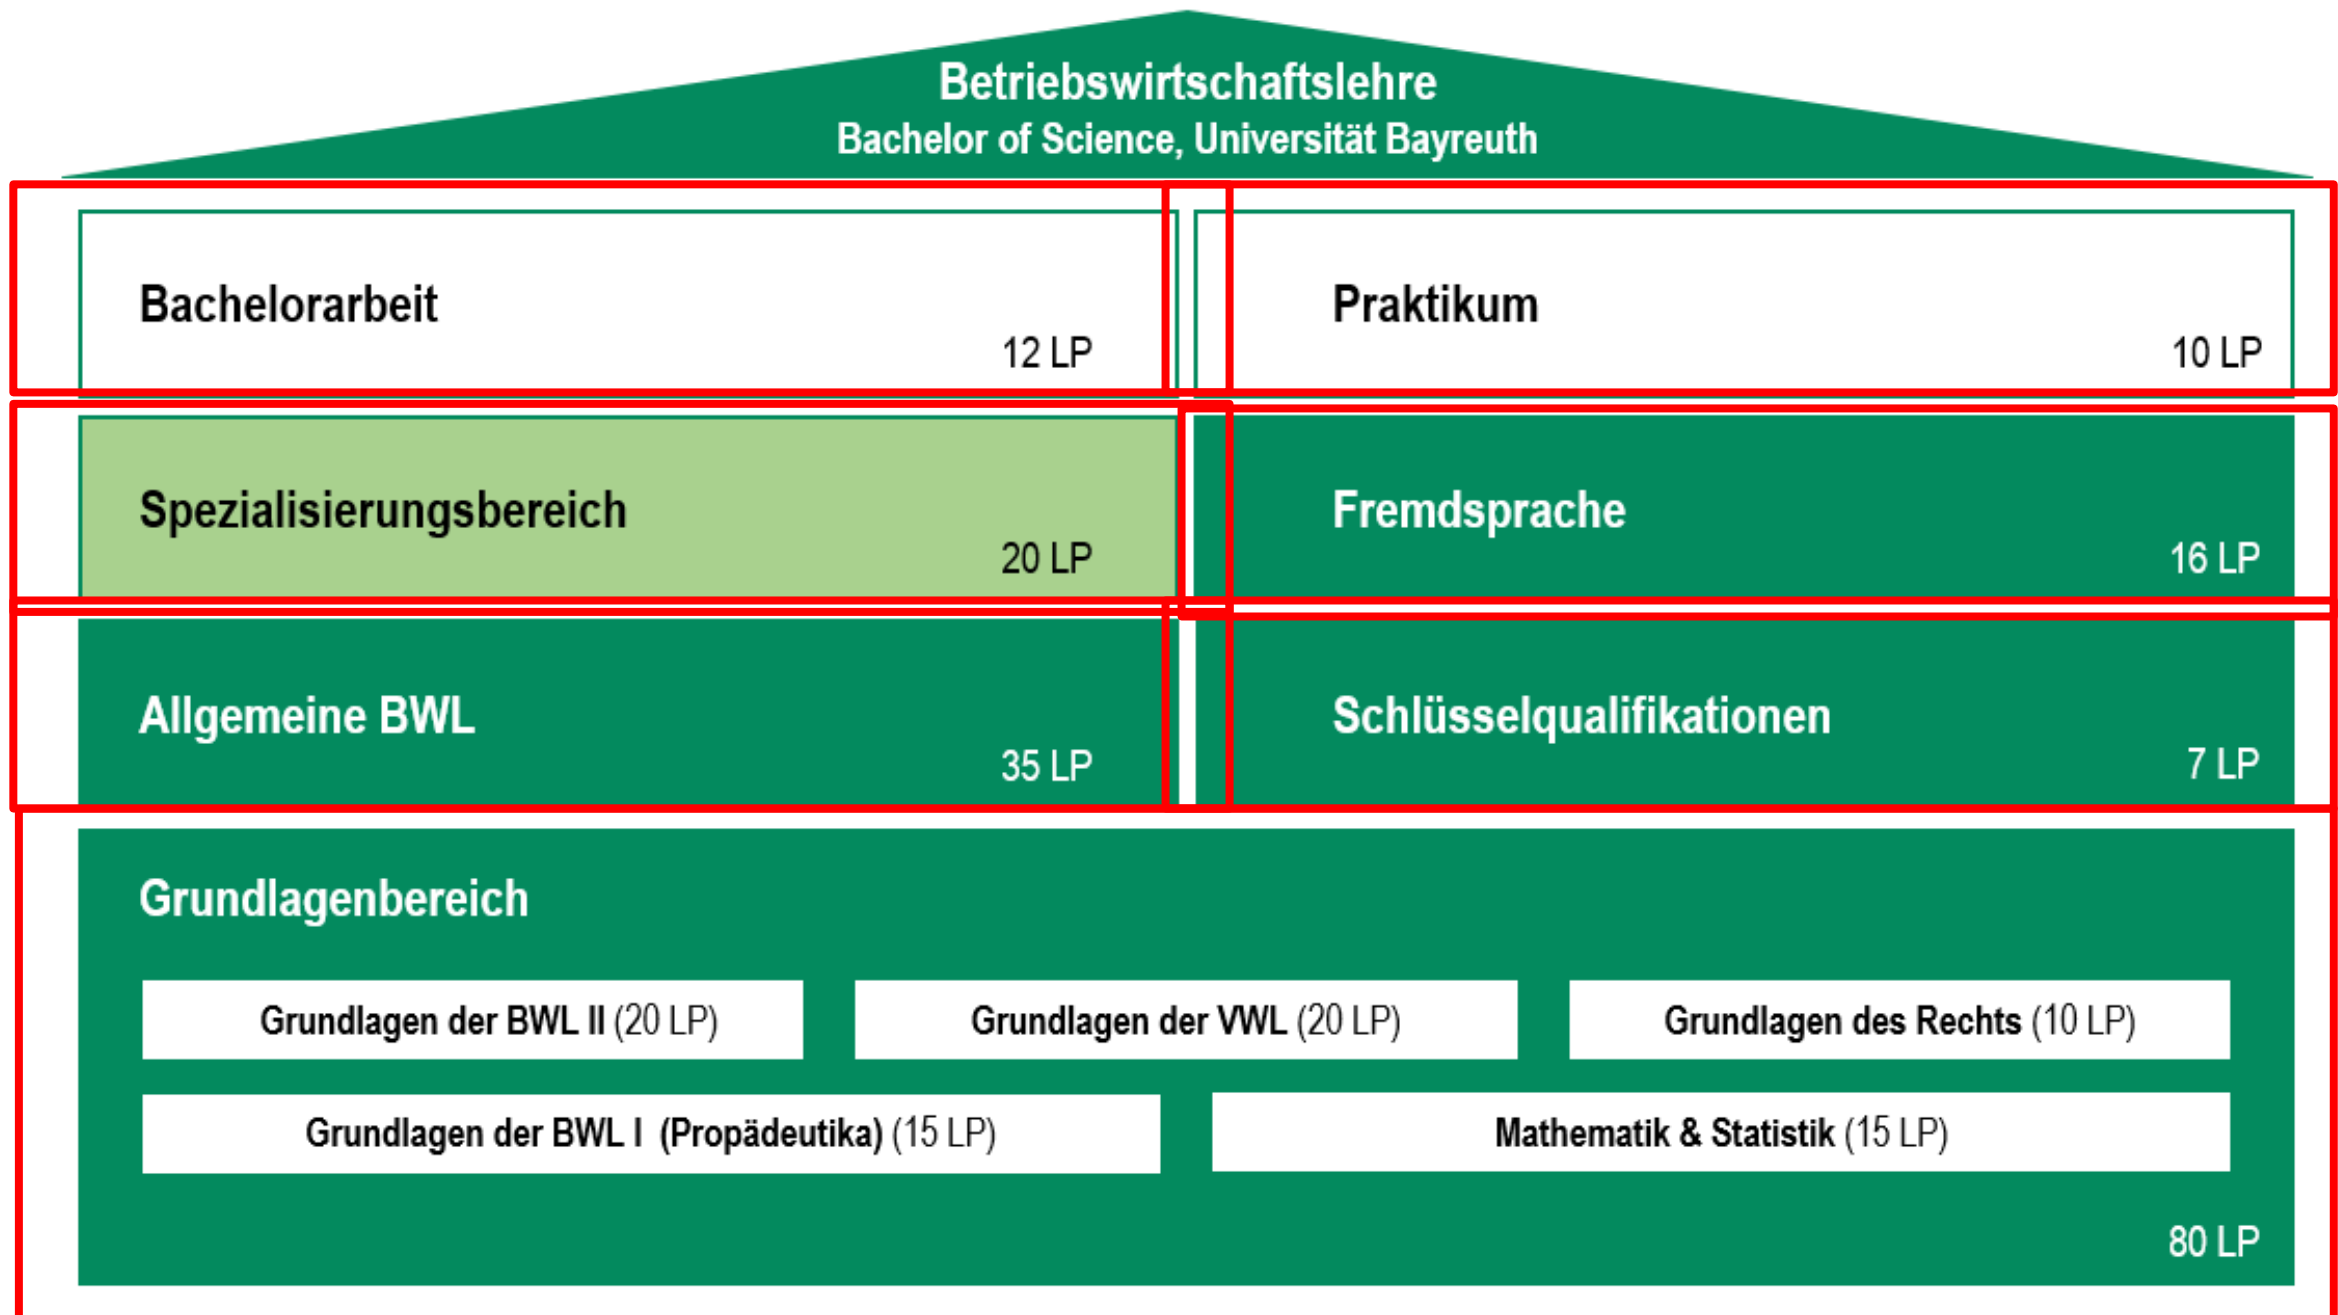 Betriebswirtschaftslehre
Bachelor of Science, Universität Bayreuth
Bachelorarbeit
12 LP
Praktikum
10 LP
Spezialisierungsbereich
20 LP
Fremdsprache
16 LP
Allgemeine BWL
35 LP
Schlüsselqualifikationen
7 LP
Grundlagenbereich
Grundlagen der BWL II (20 LP)
Grundlagen der VWL (20 LP)
Grundlagen des Rechts (10 LP)
Grundlagen der BWL I (Propädeutika) (15 LP)
Mathematik & Statistik (15 LP)
80 LP